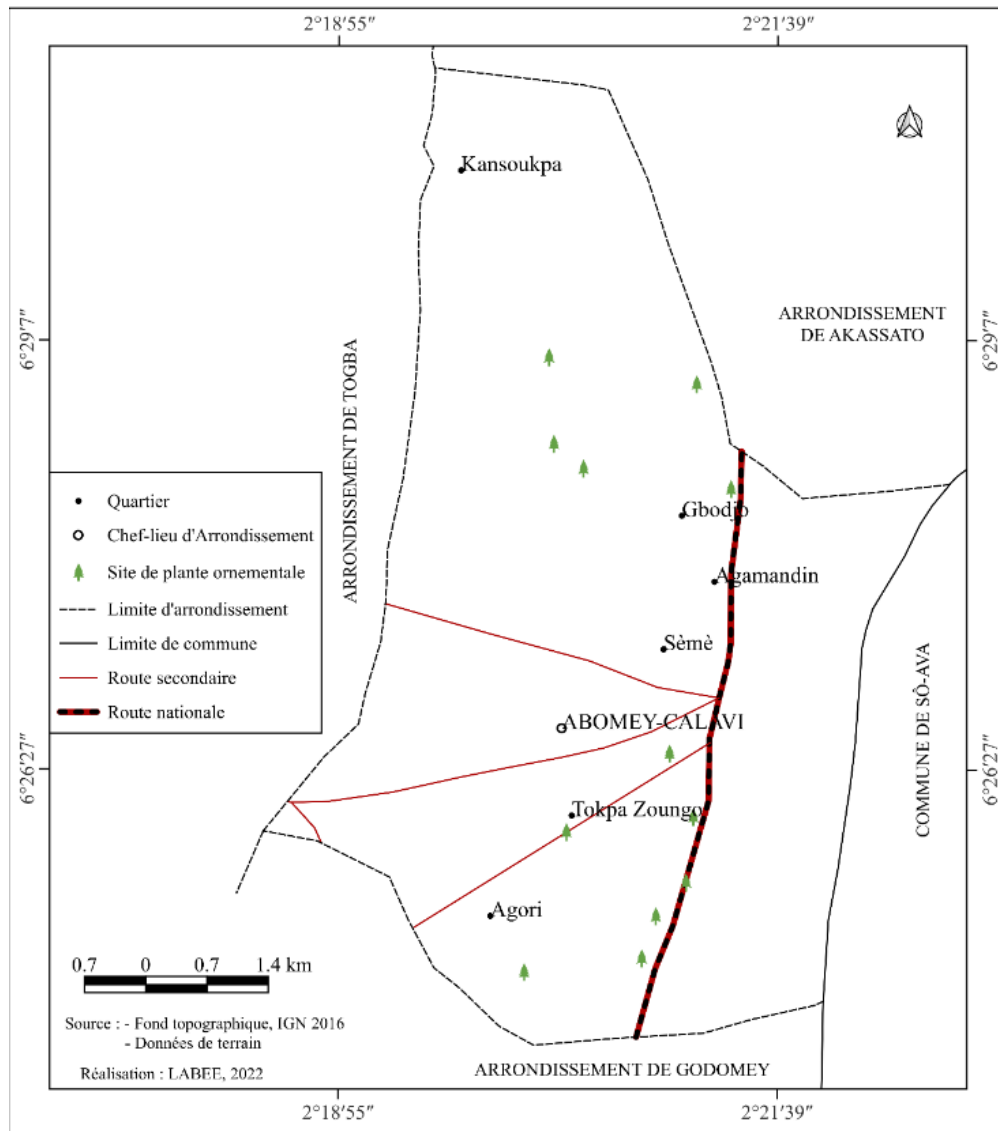 2°18′55″
2°21′39″
Kansoukpa
ARRONDISSEMENT
DE AKASSATO
6°29′7″
6°29′7″
ARRONDISSEMENT DE TOGBA
Quartier
Chef-lieu d'Arrondissement
Site de plante ornementale
Limite d'arrondissement
Limite de commune
Route secondaire
Route nationale
Gbodjo
Agamandin
Sèmè
ABOMEY-CALAVI
COMMUNE DE SÔ-AVA
6°26′27″
6°26′27″
Tokpa Zoungo
Agori
0.7 0 0.7 1.4 km
Source : - Fond topographique, IGN 2016
- Données de terrain
Réalisation : LABEE, 2022
ARRONDISSEMENT DE GODOMEY
2°18′55″
2°21′39″